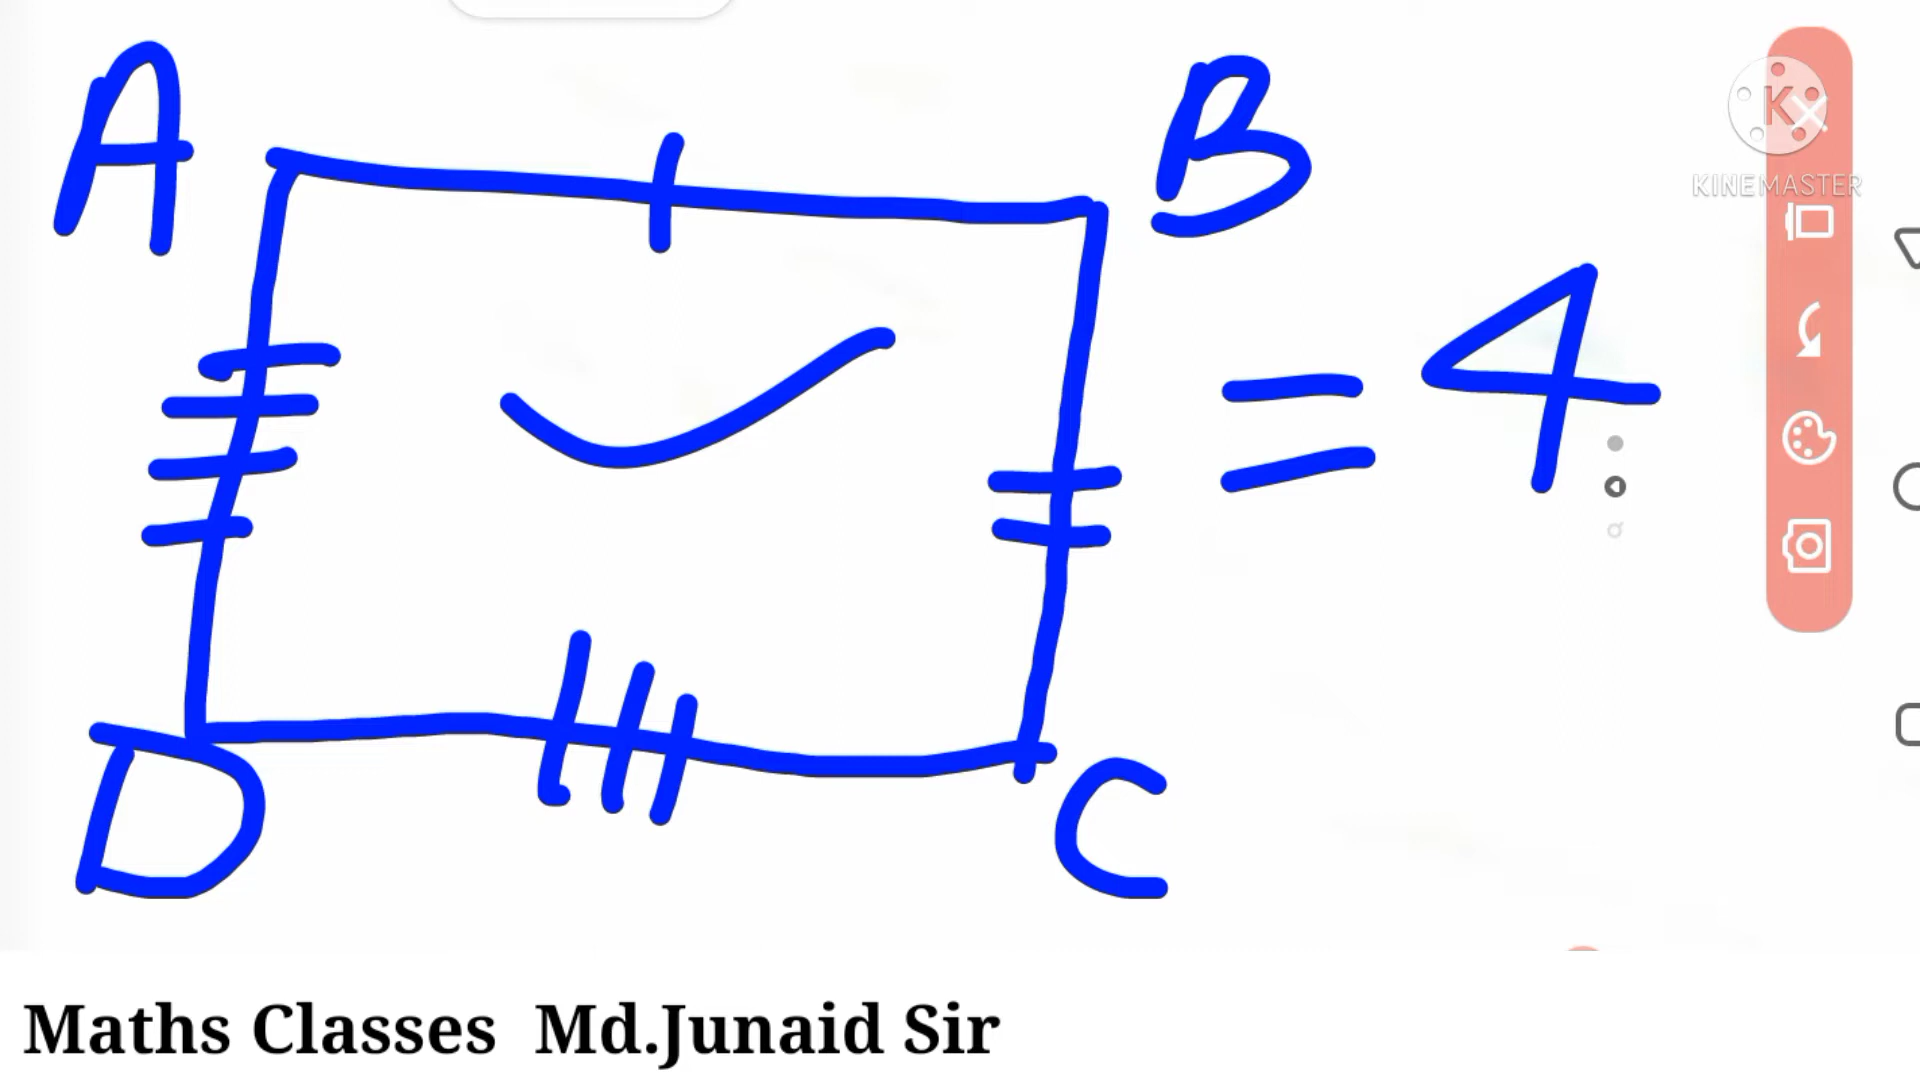 A B
KINEMASTER
= 4
D C
Maths Classes Md.Junaid Sir